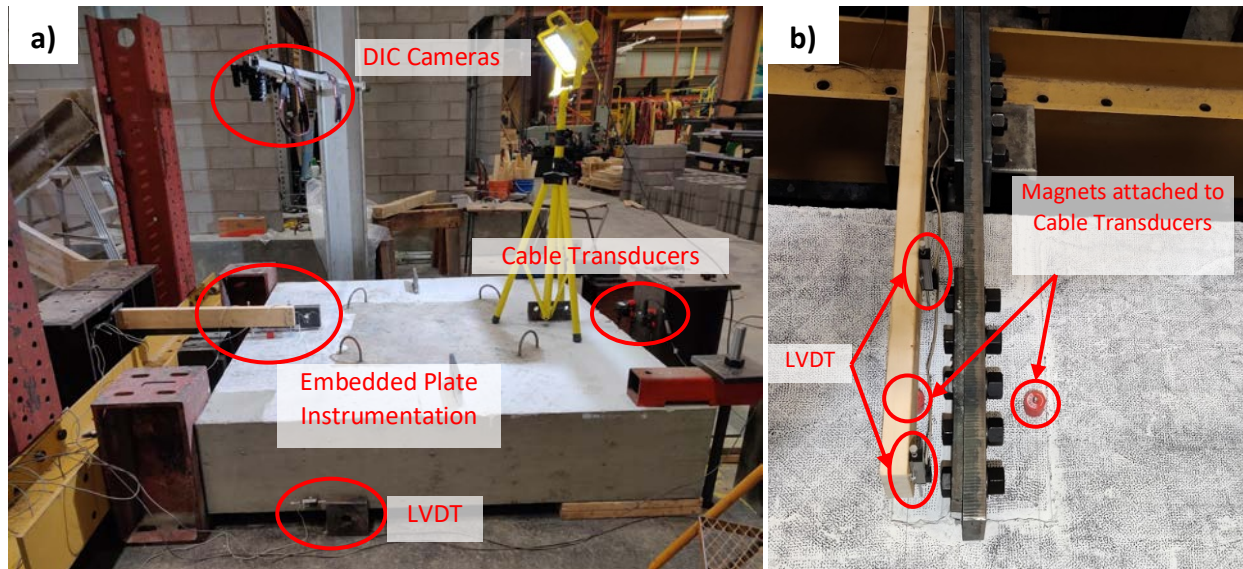 a)
DIC Cameras
Cable Transducers
Embedded Plate
Instrumentation
LVDT
b)
Magnets attached to
Cable Transducers
LVDT